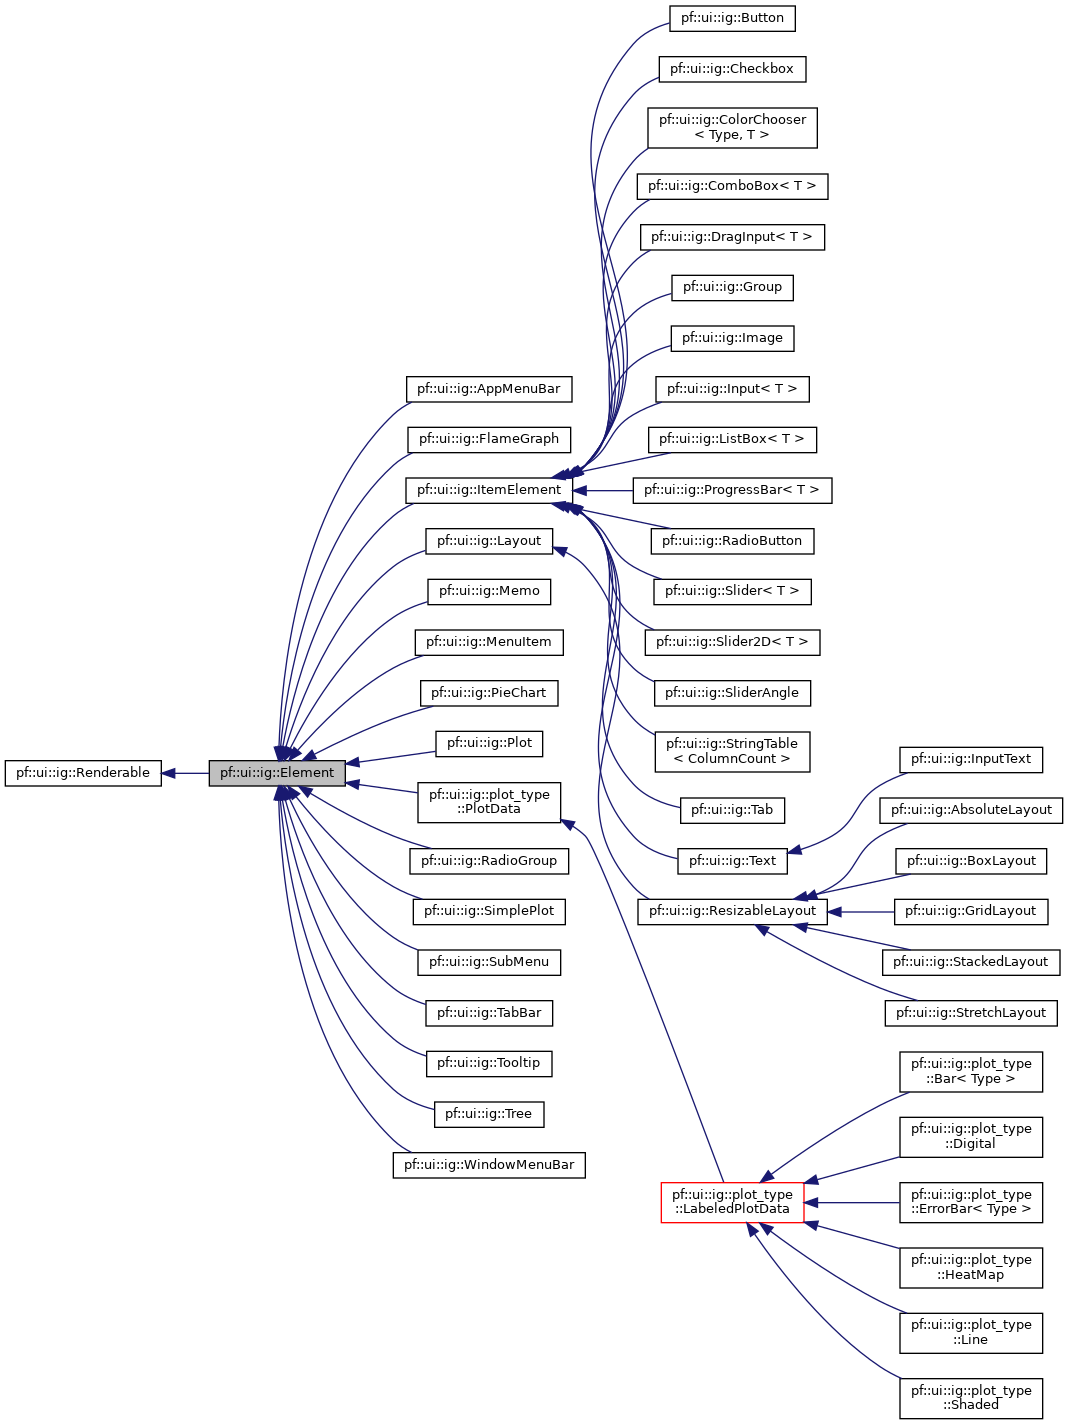 pf::ui::ig::Renderable
pf::ui::ig::Element
pf::ui::ig::AppMenuBar
pf::ui::ig::FlameGraph
pf::ui::ig::ItemElement
pf::ui::ig::Layout
pf::ui::ig::Memo
pf::ui::ig::MenuItem
pf::ui::ig::PieChart
pf::ui::ig::Plot
pf::ui::ig::plot_type
::PlotData
pf::ui::ig::RadioGroup
pf::ui::ig::SimplePlot
pf::ui::ig::SubMenu
pf::ui::ig::TabBar
pf::ui::ig::Tooltip
pf::ui::ig::Tree
pf::ui::ig::WindowMenuBar
pf::ui::ig::Button
pf::ui::ig::Checkbox
pf::ui::ig::ColorChooser
< Type, T >
pf::ui::ig::ComboBox< T >
pf::ui::ig::DragInput< T >
pf::ui::ig::Group
pf::ui::ig::Image
pf::ui::ig::Input< T >
pf::ui::ig::ListBox< T >
pf::ui::ig::ProgressBar< T >
pf::ui::ig::RadioButton
pf::ui::ig::Slider< T >
pf::ui::ig::Slider2D< T >
pf::ui::ig::SliderAngle
pf::ui::ig::StringTable
< ColumnCount >
pf::ui::ig::Tab
pf::ui::ig::Text
pf::ui::ig::ResizableLayout
pf::ui::ig::plot_type
::LabeledPlotData
pf::ui::ig::InputText
pf::ui::ig::AbsoluteLayout
pf::ui::ig::BoxLayout
pf::ui::ig::GridLayout
pf::ui::ig::StackedLayout
pf::ui::ig::StretchLayout
pf::ui::ig::plot_type
::Bar< Type >
pf::ui::ig::plot_type
::Digital
pf::ui::ig::plot_type
::ErrorBar< Type >
pf::ui::ig::plot_type
::HeatMap
pf::ui::ig::plot_type
::Line
pf::ui::ig::plot_type
::Shaded